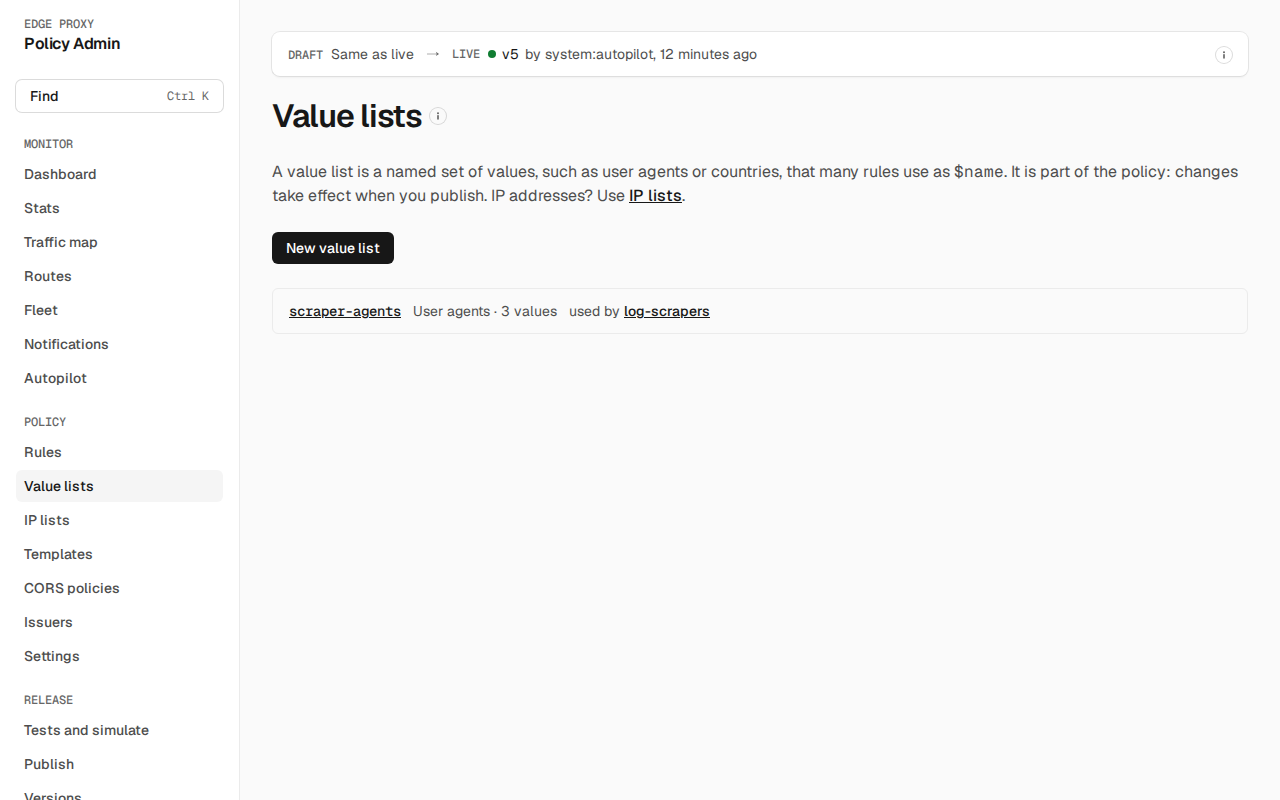 EDGE PROXY
Policy Admin
Find Ctrl K
MONITOR
Dashboard
Stats
Traffic map
Routes
Fleet
Notifications
Autopilot
POLICY
Rules
Value lists
IP lists
Templates
CORS policies
Issuers
Settings
RELEASE
Tests and simulate
Publish
Versions
DRAFT Same as live → LIVE v5 by system:autopilot, 12 minutes ago
Value lists
A value list is a named set of values, such as user agents or countries, that many rules use as $name. It is part of the policy: changes
take effect when you publish. IP addresses? Use IP lists.
New value list
scraper-agents User agents · 3 values used by log-scrapers